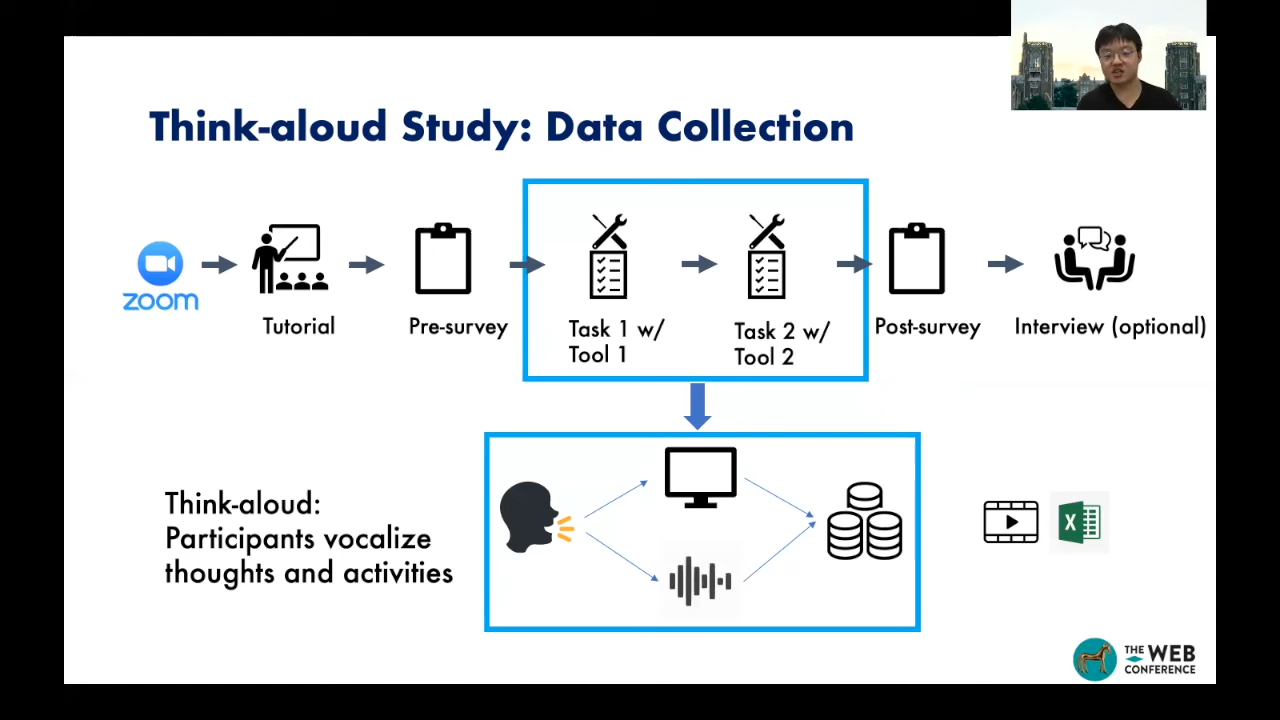 Think-aloud Study: Data Collection
zoom
Tutorial
Pre-survey
Task 1 w/
Tool 1
Task 2 w/
Tool 2
Post-survey
Interview (optional)
Think-aloud:
Participants vocalize
thoughts and activities
X
THE WEB
CONFERENCE